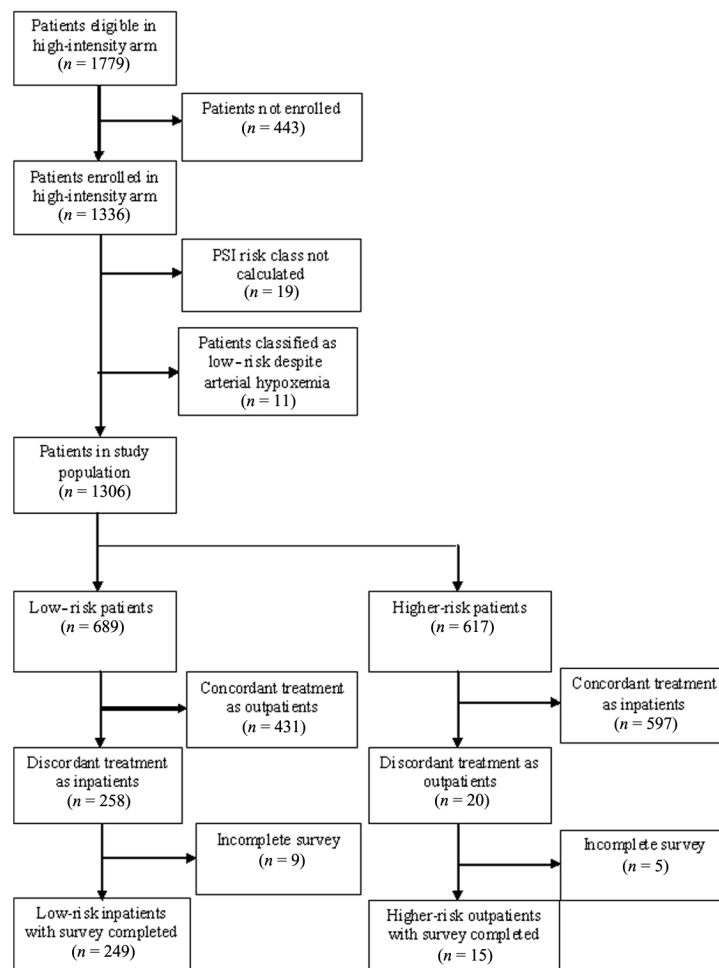 Patients eligible in
high-intensity arm
(n = 1779)
Patients not enrolled
(n = 443)
Patients enrolled in
high-intensity arm
(n = 1336)
PSI risk class not
calculated
(n = 19)
Patients classified as
low-risk despite
arterial hypoxemia
(n = 11)
Patients in study
population
(n = 1306)
Low-risk patients
(n = 689)
Higher-risk patients
(n = 617)
Concordant treatment
as outpatients
(n = 431)
Concordant treatment
as inpatients
(n = 597)
Discordant treatment
as inpatients
(n = 258)
Discordant treatment as
outpatients
(n = 20)
Incomplete survey
(n = 9)
Incomplete survey
(n = 5)
Low-risk inpatients
with survey completed
(n = 249)
Higher-risk outpatients
with survey completed
(n = 15)